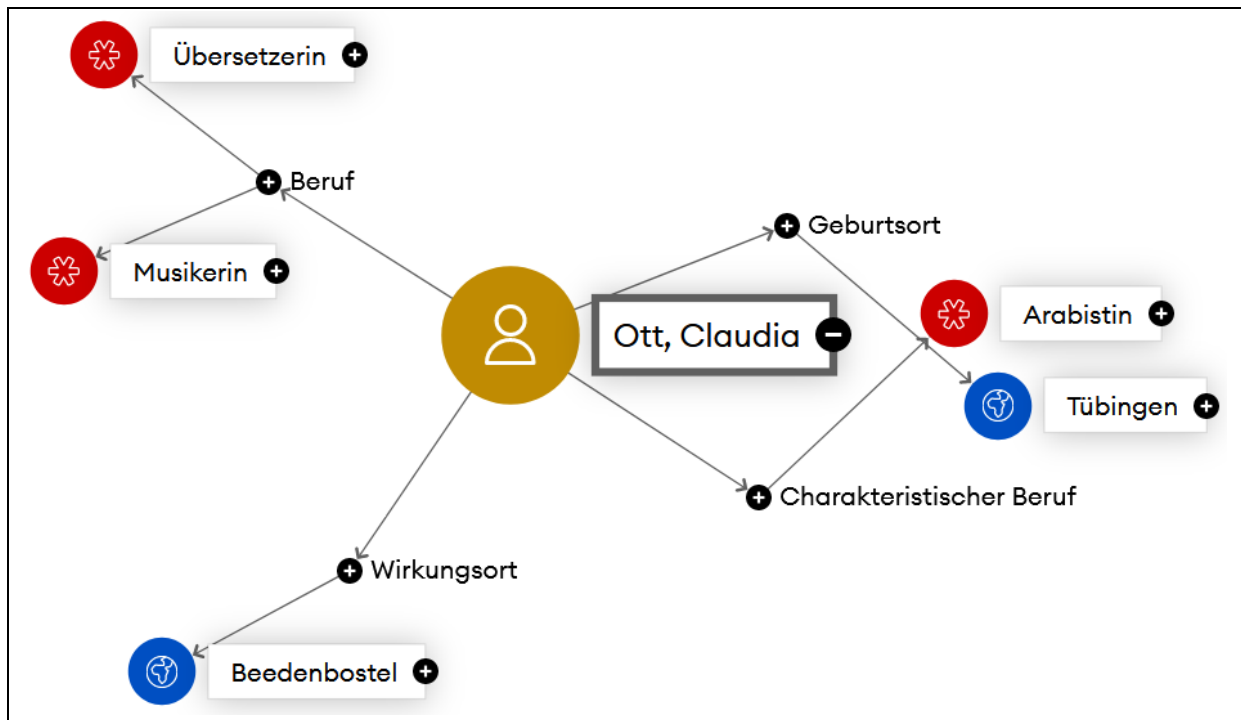 Übersetzerin
Beruf
Musikerin
Geburtsort
Ott, Claudia
Arabistin
Tübingen
Charakteristischer Beruf
Wirkungsort
Beedenbostel